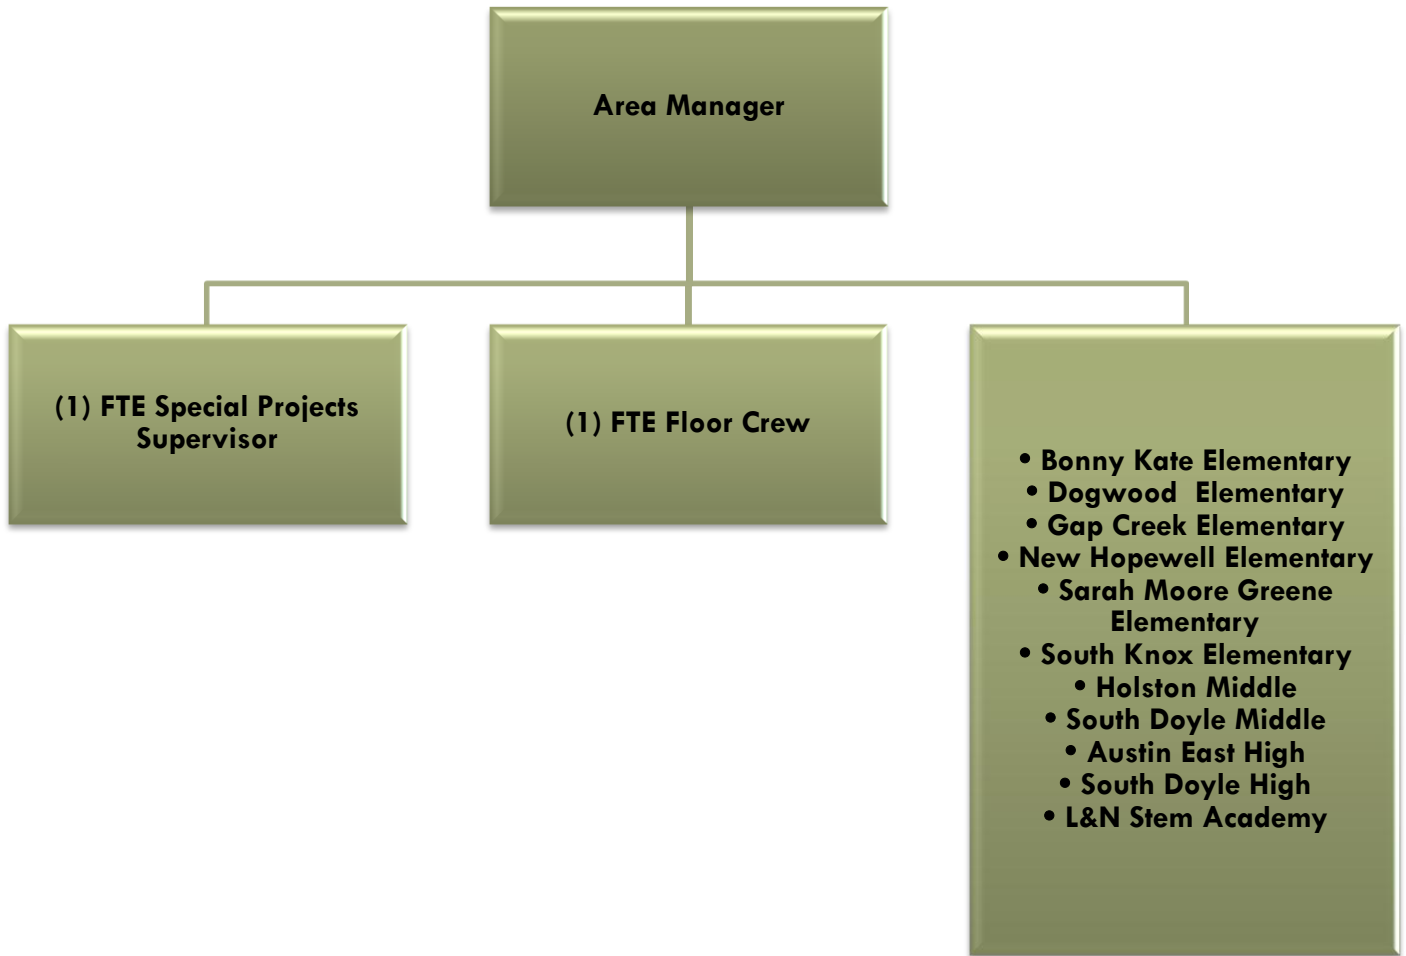 Area Manager
(1) FTE Special Projects
Supervisor
(1) FTE Floor Crew
• Bonny Kate Elementary
• Dogwood  Elementary
• Gap Creek Elementary
• New Hopewell Elementary
• Sarah Moore Greene
Elementary
• South Knox Elementary
• Holston Middle
• South Doyle Middle
• Austin East High
• South Doyle High
• L&N Stem Academy